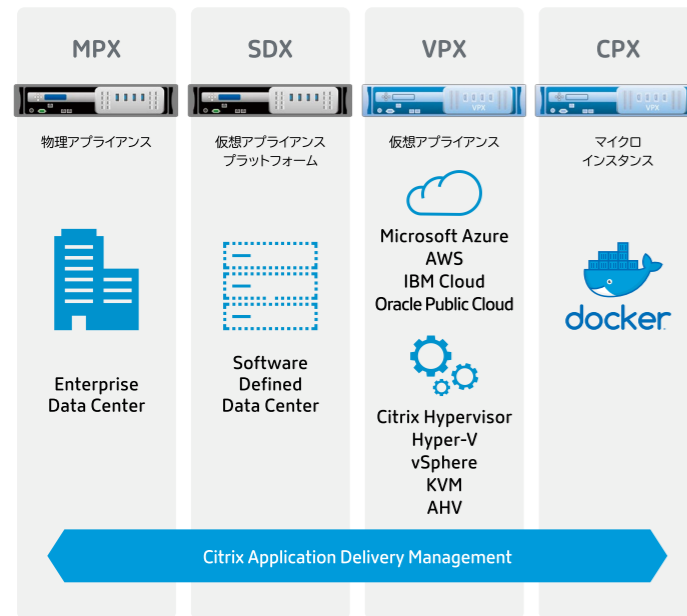 MPX
物理アプライアンス
Enterprise
Data Center
SDX
仮想アプライアンス
プラットフォーム
Software
Defined
Data Center
VPX
VPX
仮想アプライアンス
Microsoft Azure
AWS
IBM Cloud
Oracle Public Cloud
Citrix Hypervisor
Hyper-V
vSphere
KVM
AHV
CPX
VPX
マイクロ
インスタンス
docker
Citrix Application Delivery Management